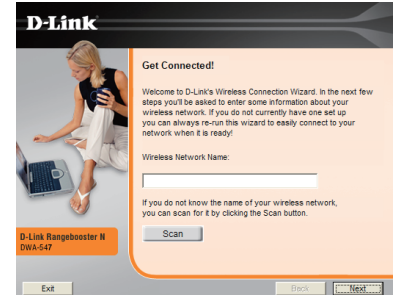 D-Link
Get Connected!
Welcome to D-Link's Wireless Connection Wizard. In the next few
steps you'll be asked to enter some information about your
wireless network. If you do not currently have one set up
you can always re-run this wizard to easily connect to your
network when it is ready!
Wireless Network Name:
If you do not know the name of your wireless network,
you can scan for it by clicking the Scan button.
Scan
D-Link Rangebooster N
DWA-547
Exit
Back
Next